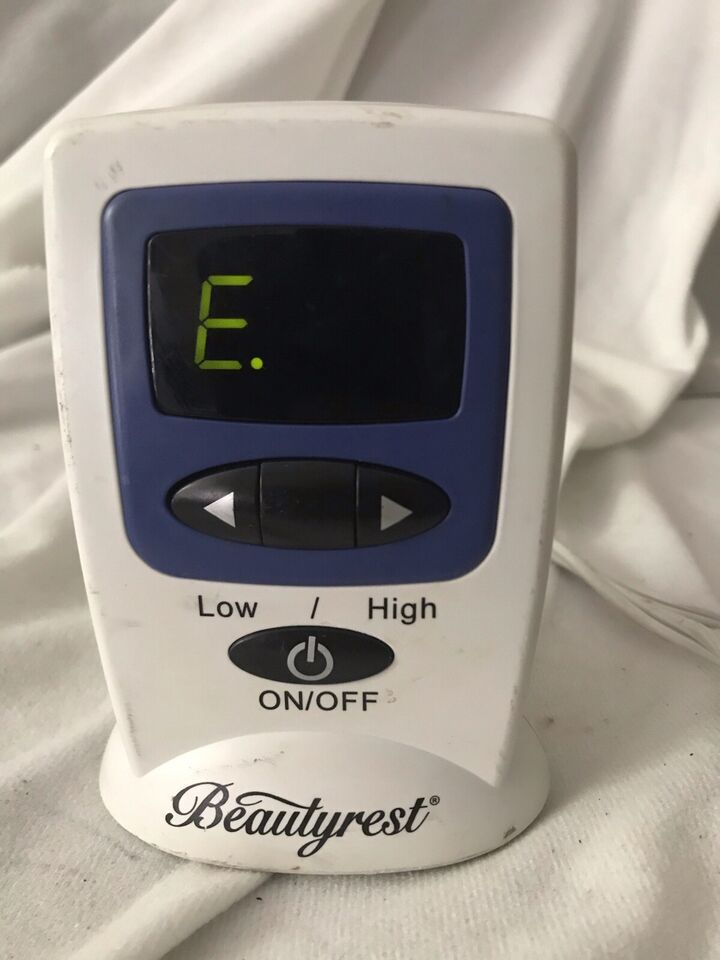 E.
Low / High
ON/OFF
Beautyrest®